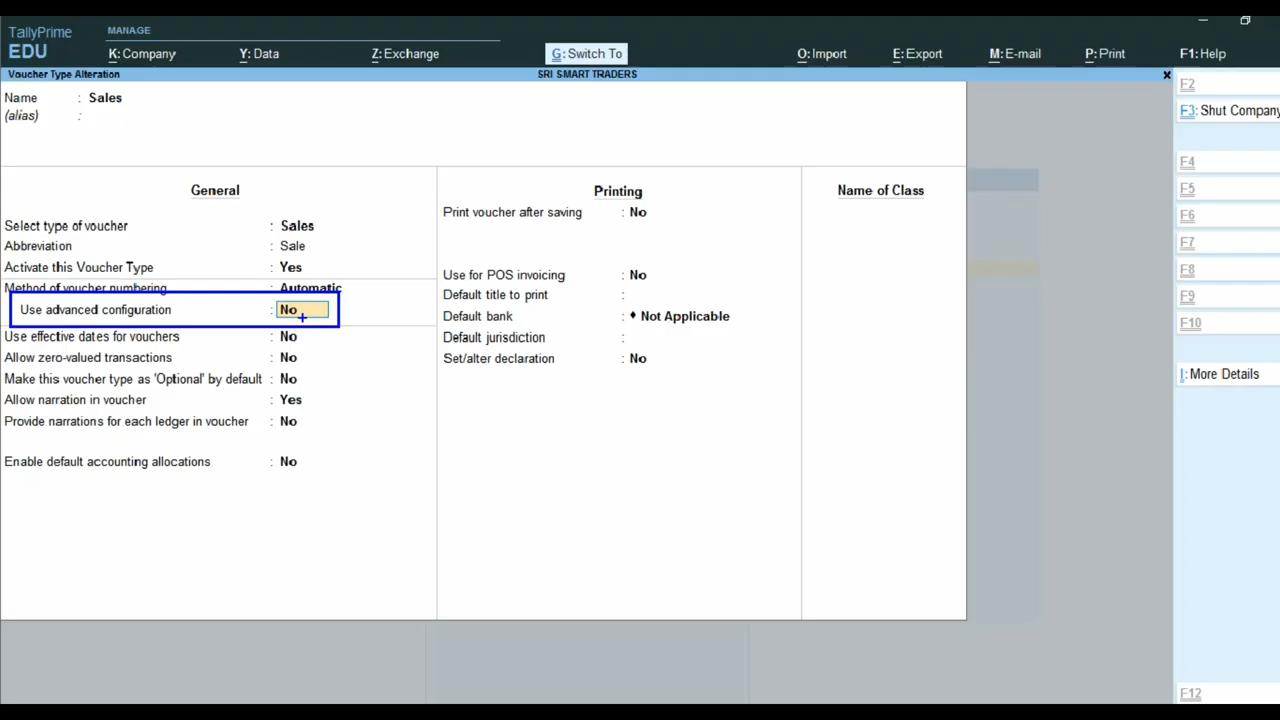 TallyPrime
EDU
MANAGE
K: Company
Y: Data
Z: Exchange
G: Switch To
O: Import
E: Export
M: E-mail
P: Print
F1: Help
Voucher Type Alteration
SRI SMART TRADERS
x
Name : Sales
(alias) :
General
Select type of voucher : Sales
Abbreviation : Sale
Activate this Voucher Type : Yes
Method of voucher numbering : Automatic
Use advanced configuration : No
Use effective dates for vouchers : No
Allow zero-valued transactions : No
Make this voucher type as 'Optional' by default : No
Allow narration in voucher : Yes
Provide narrations for each ledger in voucher : No
Enable default accounting allocations : No
Printing
Print voucher after saving : No
Use for POS invoicing : No
Default title to print :
Default bank : ♦ Not Applicable
Default jurisdiction :
Set/alter declaration : No
Name of Class
F2
F3: Shut Company
F4
F5
F6
F7
F8
F9
F10
I: More Details
F12